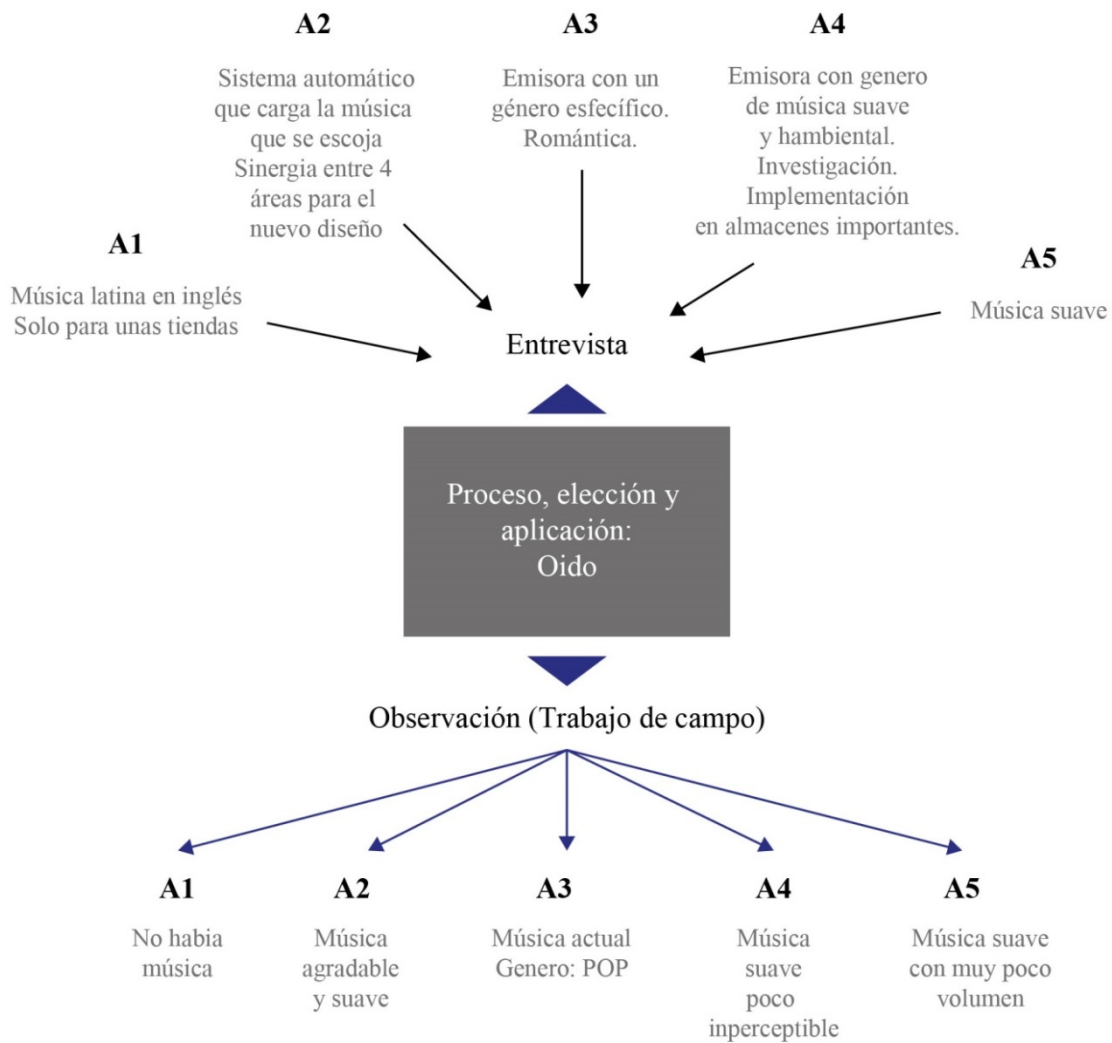 A2
Sistema automático
que carga la música
que se escoja
Sinergia entre 4
áreas para el
nuevo diseño
A3
Emisora con un
género esfecífico.
Romántica.
A4
Emisora con genero
de música suave
y hambiental.
Investigación.
Implementación
en almacenes importantes.
A1
Música latina en inglés
Solo para unas tiendas
A5
Música suave
Entrevista
Proceso, elección y
aplicación:
Oido
Observación (Trabajo de campo)
A1
No habia
música
A2
Música
agradable
y suave
A3
Música actual
Genero: POP
A4
Música
suave
poco
inperceptible
A5
Música suave
con muy poco
volumen